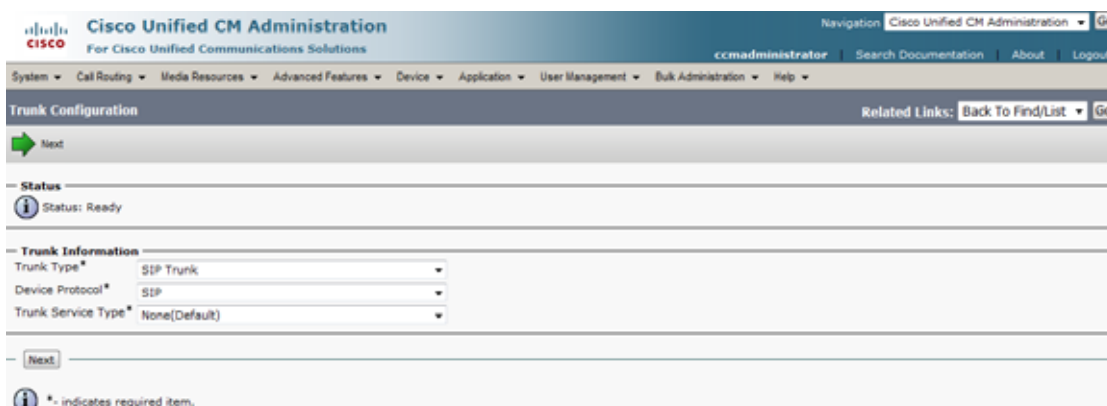 Cisco Unified CM Administration
Navigation Cisco Unified CM Administration
CISCO
For Cisco Unified Communications Solutions
ccmadministrator | Search Documentation | About | Logout
System Call Routing Media Resources Advanced Features Device Application User Management Bulk Administration Help
Trunk Configuration
Related Links: Back To Find/List
Next
Status
Status: Ready
Trunk Information
Trunk Type* SIP Trunk
Device Protocol* SIP
Trunk Service Type* None(Default)
Next
*- indicates required item.